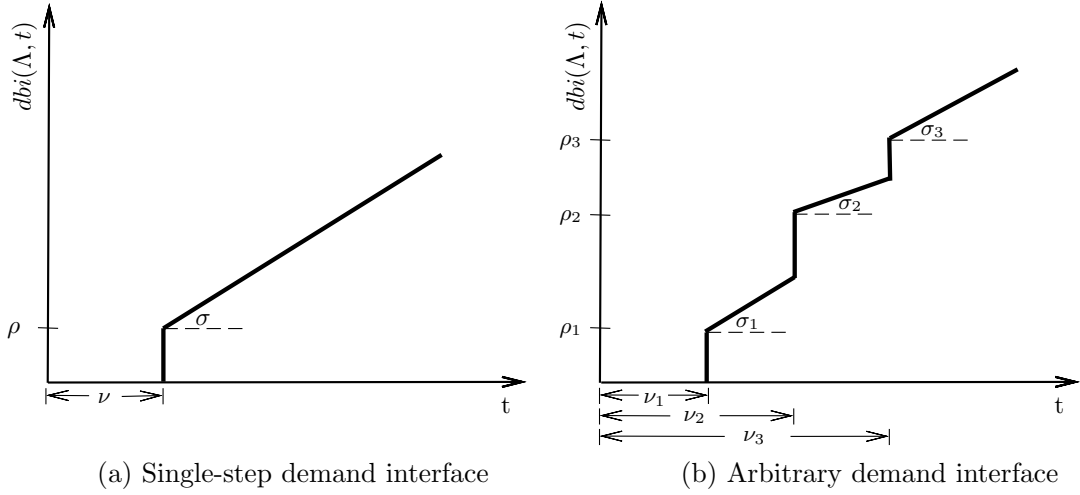 dbi(Λ, t)
ρ
σ
ν
t
(a) Single-step demand interface
dbi(Λ, t)
ρ₃
ρ₂
ρ₁
σ₃
σ₂
σ₁
ν₁
ν₂
ν₃
t
(b) Arbitrary demand interface